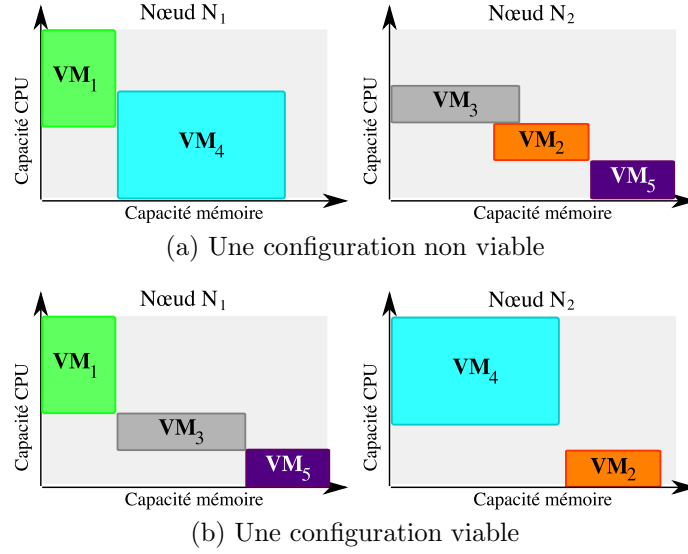 Nœud N1
Nœud N2
Capacité CPU
VM1
VM4
Capacité mémoire
Capacité CPU
VM3
VM2
VM5
Capacité mémoire
(a) Une configuration non viable
Nœud N1
Nœud N2
Capacité CPU
VM1
VM3
VM5
Capacité mémoire
Capacité CPU
VM4
VM2
Capacité mémoire
(b) Une configuration viable